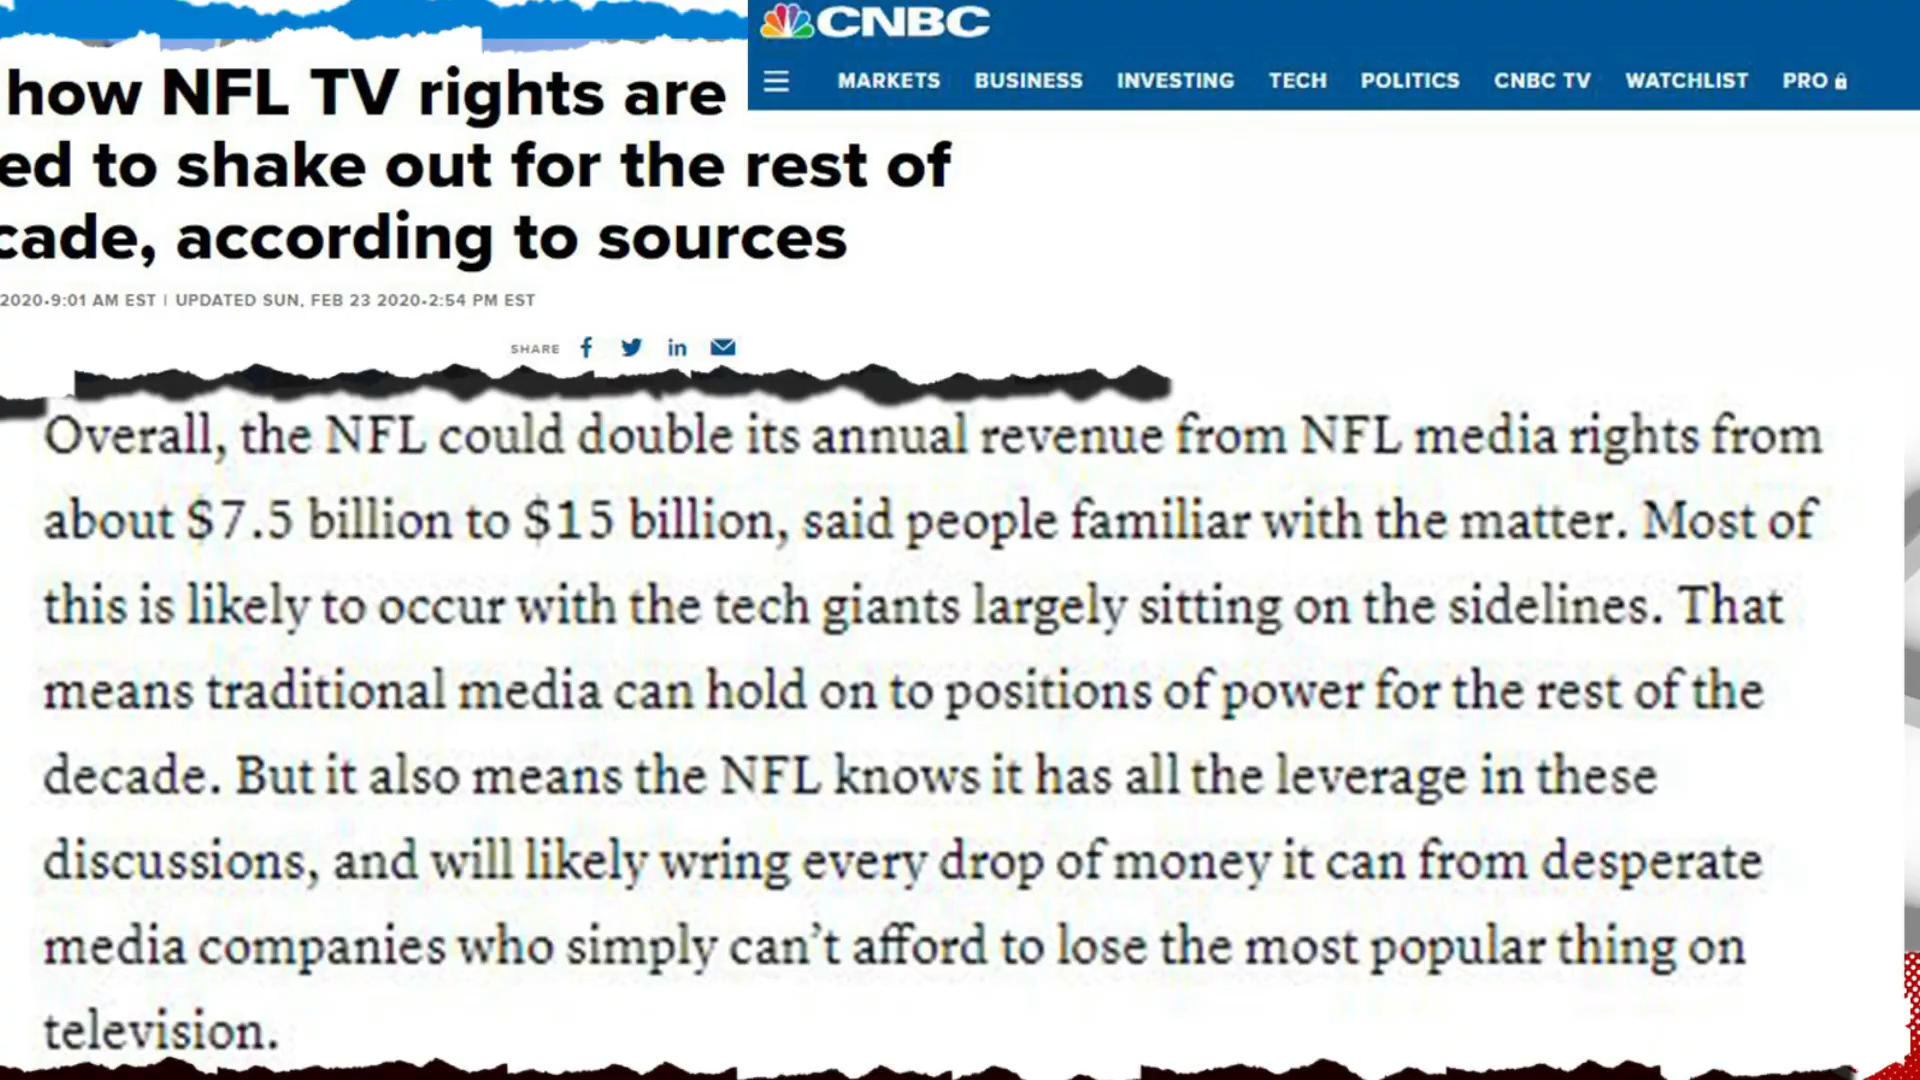 CNBC
MARKETS BUSINESS INVESTING TECH POLITICS CNBC TV WATCHLIST PRO
how NFL TV rights are
ed to shake out for the rest of
cade, according to sources
2020•9:01 AM EST | UPDATED SUN, FEB 23 2020•2:54 PM EST
SHARE
Overall, the NFL could double its annual revenue from NFL media rights from
about $7.5 billion to $15 billion, said people familiar with the matter. Most of
this is likely to occur with the tech giants largely sitting on the sidelines. That
means traditional media can hold on to positions of power for the rest of the
decade. But it also means the NFL knows it has all the leverage in these
discussions, and will likely wring every drop of money it can from desperate
media companies who simply can't afford to lose the most popular thing on
television.